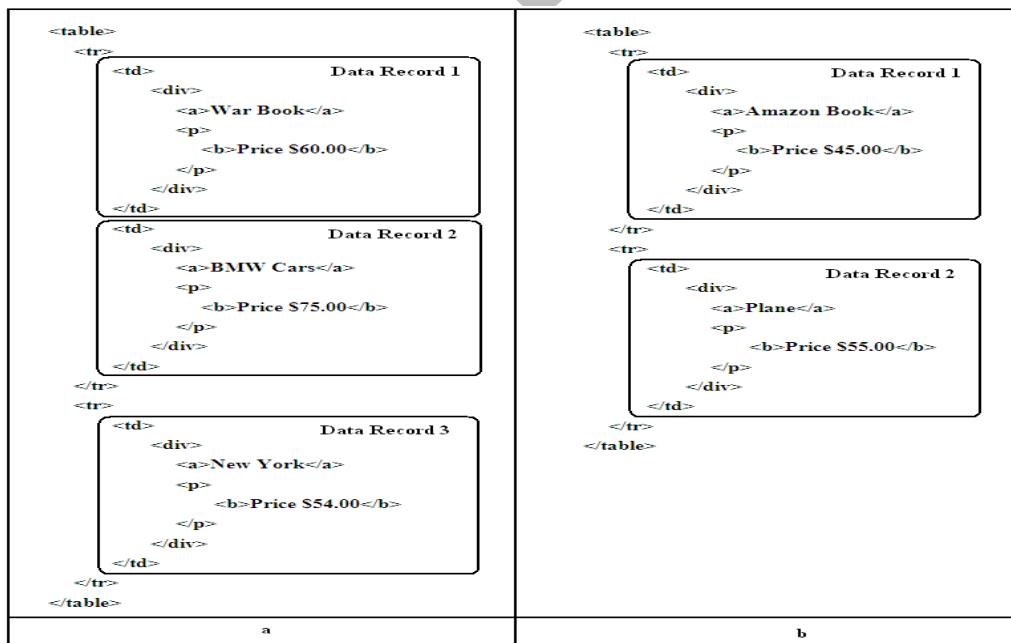 <table>
<tr>
<td> Data Record 1
<div>
<a>War Book</a>
<p>
<b>Price $60.00</b>
</p>
</div>
</td>
<td> Data Record 2
<div>
<a>BMW Cars</a>
<p>
<b>Price $75.00</b>
</p>
</div>
</td>
</tr>
<tr>
<td> Data Record 3
<div>
<a>New York</a>
<p>
<b>Price $54.00</b>
</p>
</div>
</td>
</tr>
</table>
a
<table>
<tr>
<td> Data Record 1
<div>
<a>Amazon Book</a>
<p>
<b>Price $45.00</b>
</p>
</div>
</td>
</tr>
<tr>
<td> Data Record 2
<div>
<a>Plane</a>
<p>
<b>Price $55.00</b>
</p>
</div>
</td>
</tr>
</table>
b